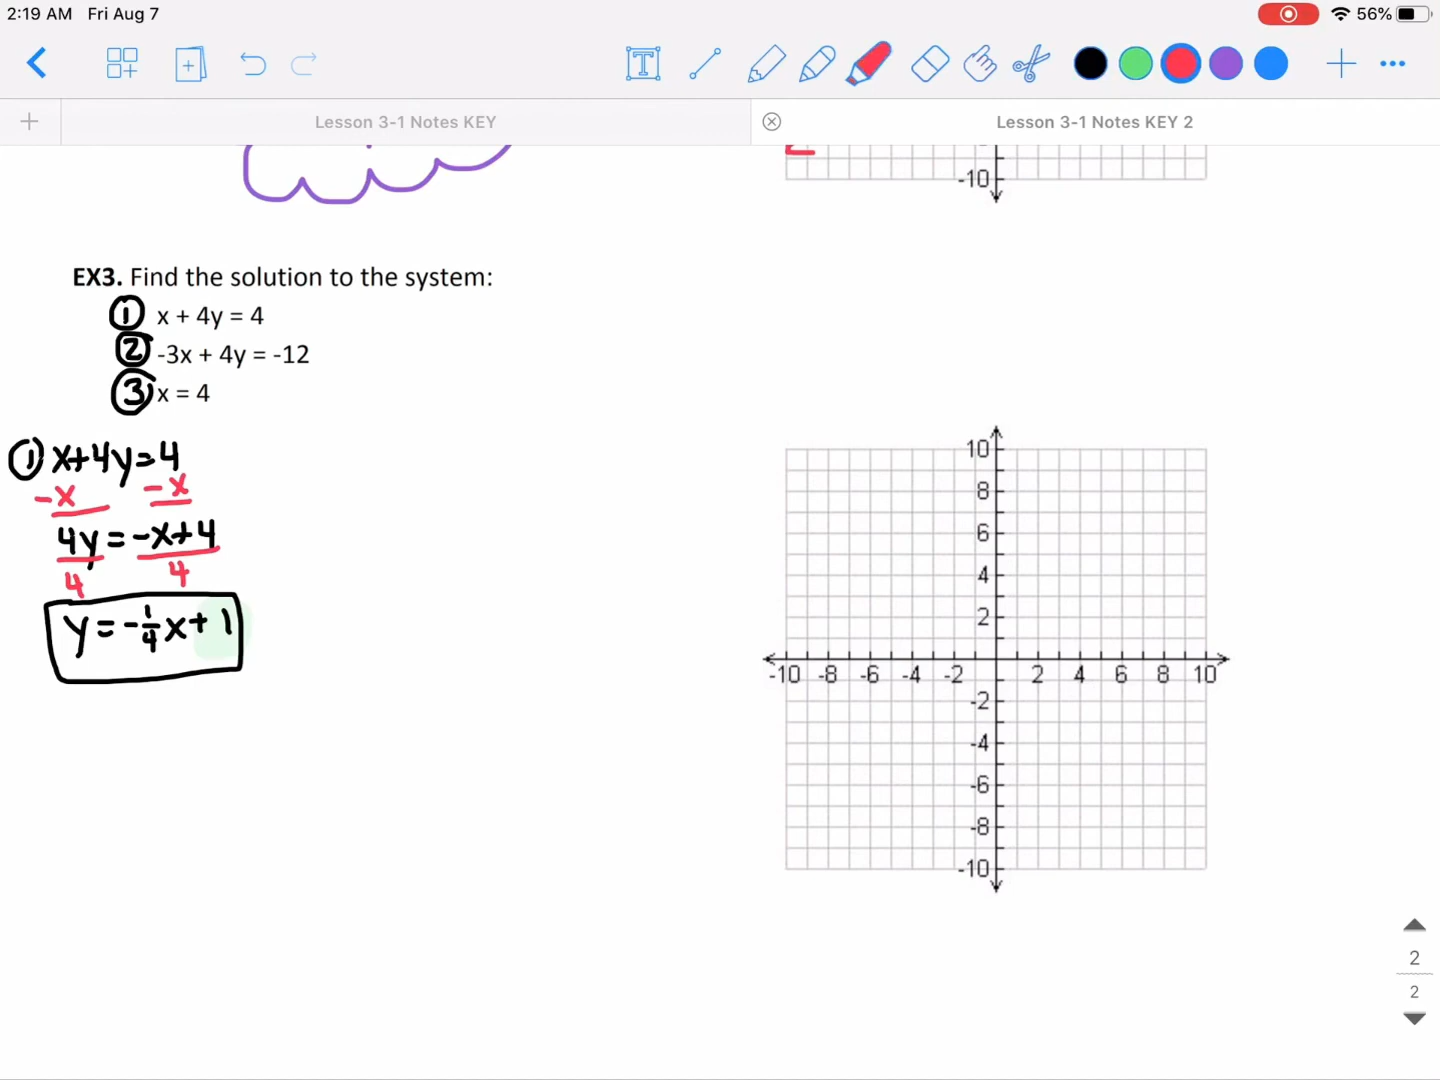 2:19 AM Fri Aug 7
56%
T
Lesson 3-1 Notes KEY
Lesson 3-1 Notes KEY 2
-10
EX3. Find the solution to the system:
① x + 4y = 4
② -3x + 4y = -12
③ x = 4
① x+4y=4
-x -x
4y = -x+4
4 4
y = -1/4x + 1
10
8
6
4
2
-10 -8 -6 -4 -2 2 4 6 8 10
-2
-4
-6
-8
-10
2
2